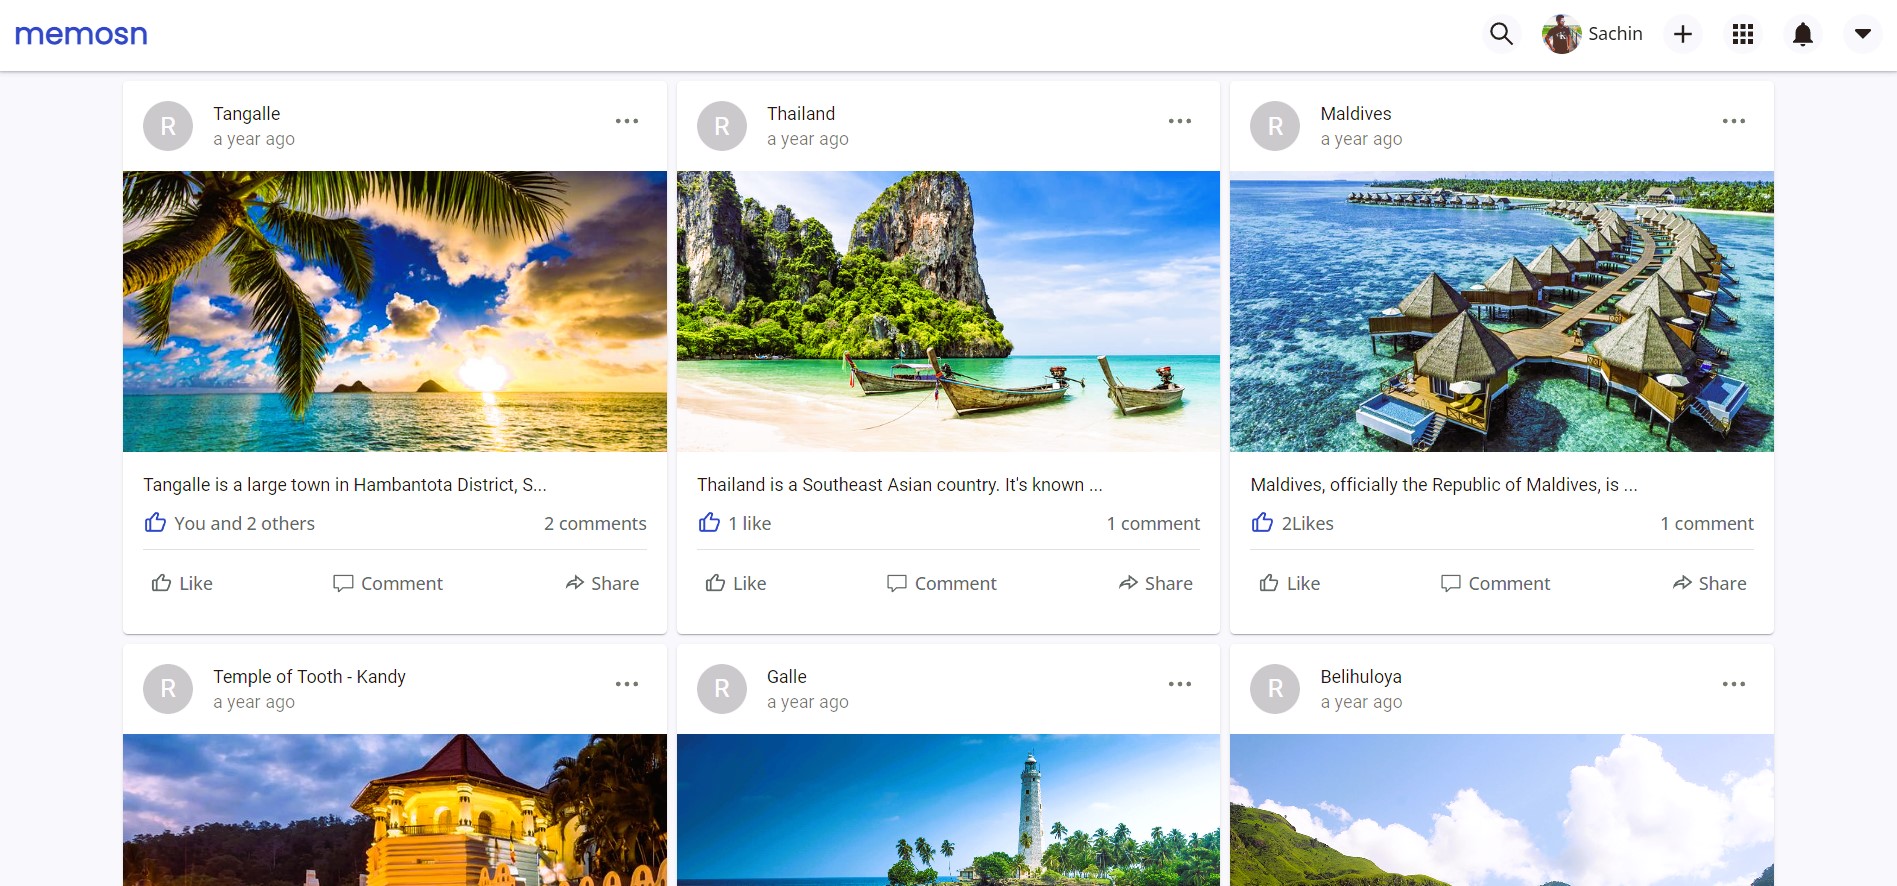 memosn
Sachin
R
Tangalle
a year ago
Tangalle is a large town in Hambantota District, S...
You and 2 others
2 comments
Like
Comment
Share
R
Thailand
a year ago
Thailand is a Southeast Asian country. It's known ...
1 like
1 comment
Like
Comment
Share
R
Maldives
a year ago
Maldives, officially the Republic of Maldives, is ...
2Likes
1 comment
Like
Comment
Share
R
Temple of Tooth - Kandy
a year ago
R
Galle
a year ago
R
Belihuloya
a year ago